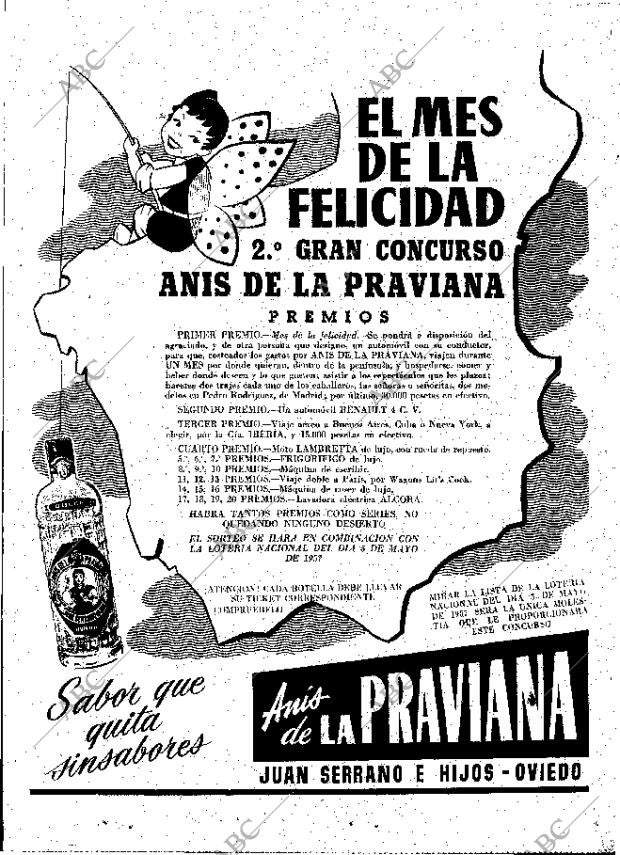 EL MES
DE LA
FELICIDAD
2.º GRAN CONCURSO
ANIS DE LA PRAVIANA
PREMIOS
PRIMER PREMIO.—Mes de la felicidad. Se pondrá a disposición del
agraciado, y de otra persona que designe, un automóvil con su conductor,
para que, costeados los gastos por ANIS DE LA PRAVIANA, viajen durante
UN MES por donde quieran, dentro de la península, y hospedarse, comer y
beber donde deseen y lo que gusten, asistir a los espectáculos que les plazca;
hacerse dos trajes cada uno de los caballeros; las señoras o señoritas, dos mo-
delos en Pedro Rodríguez, de Madrid; por último, 50.000 pesetas en efectivo.
SEGUNDO PREMIO.—Un automóvil RENAULT 4 C. V.
TERCER PREMIO.—Viaje aéreo a Buenos Aires, Cuba o Nueva York, a
elegir, por la Cía. IBERIA, y 15.000 pesetas en efectivo.
CUARTO PREMIO.—Moto LAMBRETTA de lujo, con rueda de repuesto.
5.º, 6.º, 7.º PREMIOS.—FRIGORIFICO de lujo.
8.º, 9.º, 10 PREMIOS.—Máquina de escribir.
11, 12, 13 PREMIOS.—Viaje doble a París, por Wagons Lit's Cook.
14, 15, 16 PREMIOS.—Máquina de coser de lujo.
17, 18, 19, 20 PREMIOS.—Lavadora eléctrica ALCORA.
HABRA TANTOS PREMIOS COMO SERIES, NO
QUEDANDO NINGUNO DESIERTO
EL SORTEO SE HARA EN COMBINACION CON
LA LOTERIA NACIONAL DEL DIA 5 DE MAYO
DE 1957
¡ATENCION! CADA BOTELLA DEBE LLEVAR
SU TICKET CORRESPONDIENTE
COMPRUEBELO
MIRAR LA LISTA DE LA LOTERIA
NACIONAL DEL DIA 5 DE MAYO
DE 1957 SERA LA UNICA MOLES-
TIA QUE LE PROPORCIONARA
ESTE CONCURSO
Sabor que
quita
sinsabores
Anís
de LA PRAVIANA
JUAN SERRANO E HIJOS - OVIEDO